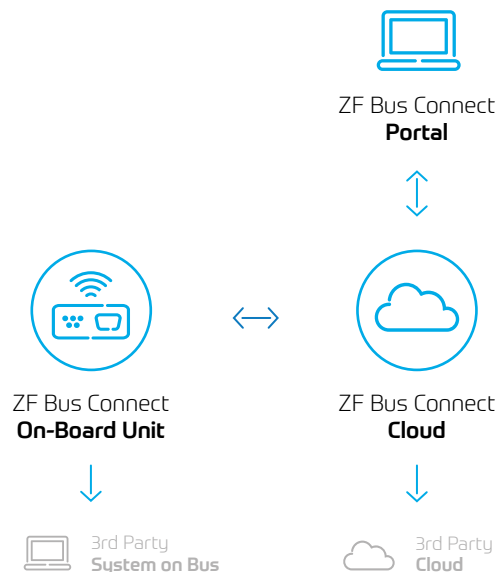 ZF Bus Connect
Portal
ZF Bus Connect
On-Board Unit
ZF Bus Connect
Cloud
3rd Party
System on Bus
3rd Party
Cloud